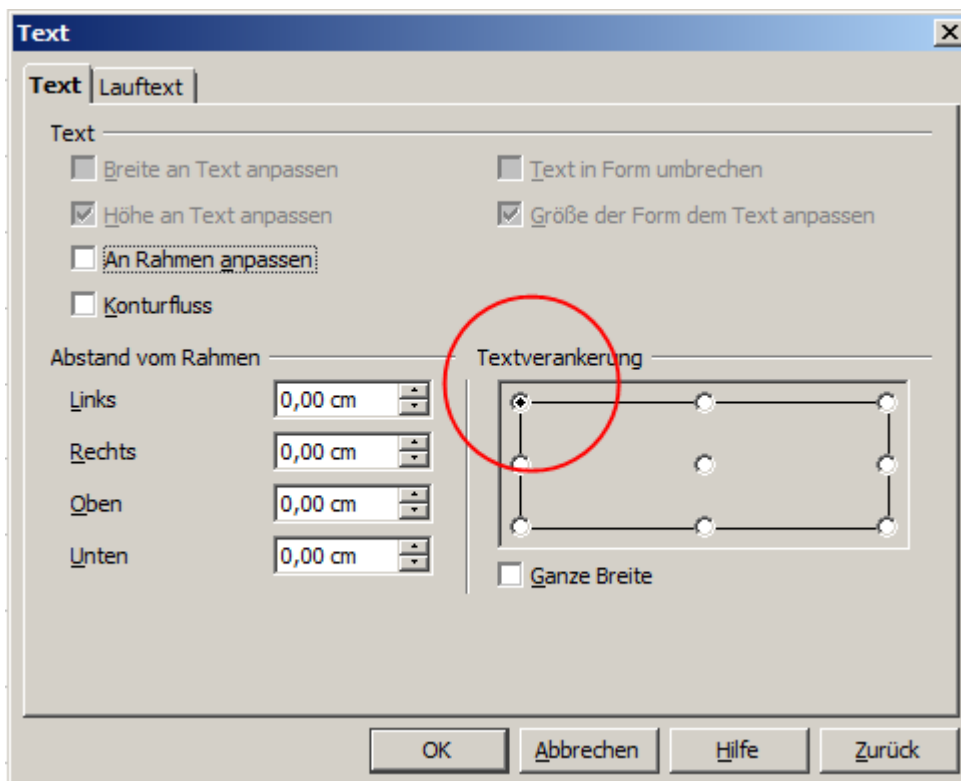 Text
Text Lauftext
Text
Breite an Text anpassen Text in Form umbrechen
Höhe an Text anpassen Größe der Form dem Text anpassen
An Rahmen anpassen
Konturfluss
Abstand vom Rahmen Textverankerung
Links 0,00 cm
Rechts 0,00 cm
Oben 0,00 cm
Unten 0,00 cm
Ganze Breite
OK Abbrechen Hilfe Zurück